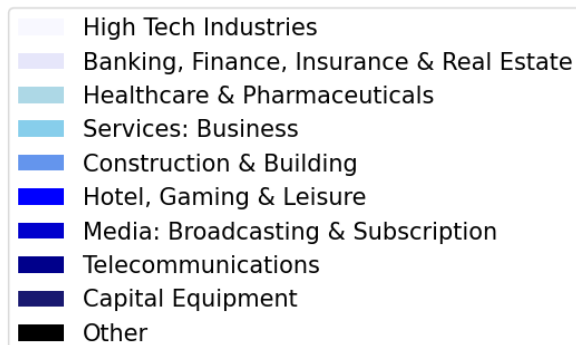 High Tech Industries
Banking, Finance, Insurance & Real Estate
Healthcare & Pharmaceuticals
Services: Business
Construction & Building
Hotel, Gaming & Leisure
Media: Broadcasting & Subscription
Telecommunications
Capital Equipment
Other